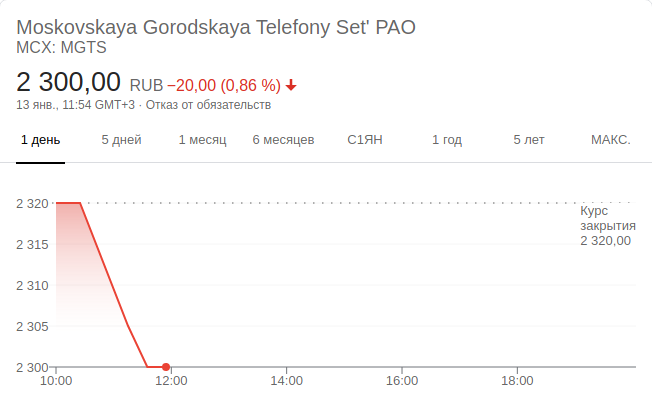 Moskovskaya Gorodskaya Telefony Set' PAO
MCX: MGTS
2 300,00 RUB −20,00 (0,86 %)
13 янв., 11:54 GMT+3 · Отказ от обязательств
1 день 5 дней 1 месяц 6 месяцев С1ЯН 1 год 5 лет МАКС.
2 320
Курс
закрытия
2 320,00
2 315
2 310
2 305
2 300
10:00 12:00 14:00 16:00 18:00